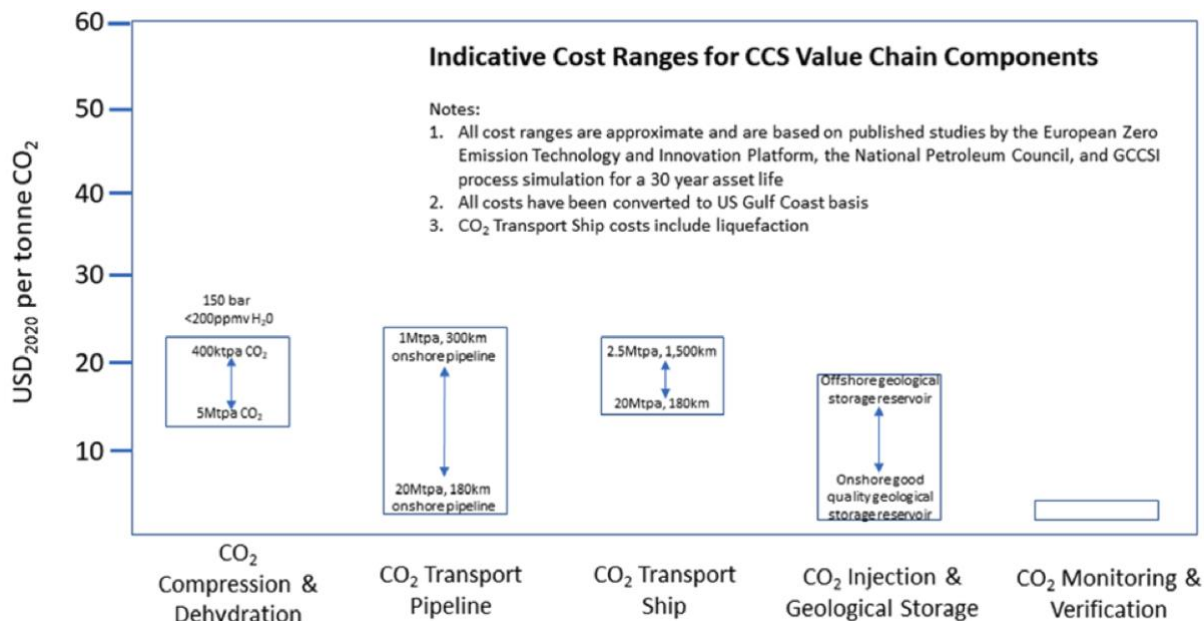 Indicative Cost Ranges for CCS Value Chain Components
Notes:
1. All cost ranges are approximate and are based on published studies by the European Zero
Emission Technology and Innovation Platform, the National Petroleum Council, and GCCSI
process simulation for a 30 year asset life
2. All costs have been converted to US Gulf Coast basis
3. CO₂ Transport Ship costs include liquefaction
USD₂₀₂₀ per tonne CO₂
60
50
40
30
20
10
150 bar
<200ppmv H₂0
400ktpa CO₂
5Mtpa CO₂
1Mtpa, 300km
onshore pipeline
20Mtpa, 180km
onshore pipeline
2.5Mtpa, 1,500km
20Mtpa, 180km
Offshore geological
storage reservoir
Onshore good
quality geological
storage reservoir
CO₂
Compression &
Dehydration
CO₂ Transport
Pipeline
CO₂ Transport
Ship
CO₂ Injection &
Geological Storage
CO₂ Monitoring &
Verification